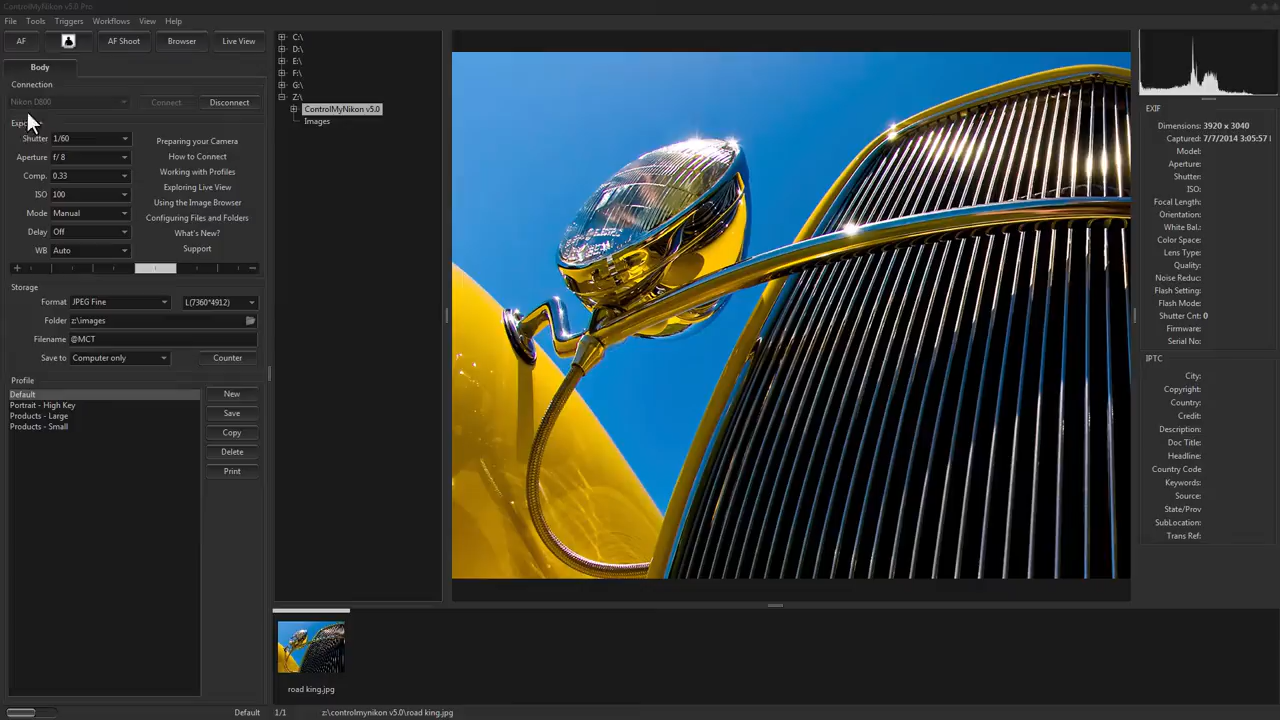 ControlMyNikon v5.0 Pro
File Tools Triggers Workflows View Help
AF AF Shoot Browser Live View
Body
Connection
Nikon D800 Connect Disconnect
Shutter 1/60
Aperture f/ 8
Comp. 0.33
ISO 100
Mode Manual
Delay Off
WB Auto
Preparing your Camera
How to Connect
Working with Profiles
Exploring Live View
Using the Image Browser
Configuring Files and Folders
What's New?
Support
Storage
Format JPEG Fine L(7360*4912)
Folder z:\images
Filename @MCT
Save to Computer only Counter
Profile
Default
Portrait - High Key
Products - Large
Products - Small
New
Save
Copy
Delete
Print
C:\
D:\
E:\
F:\
G:\
Z:\
ControlMyNikon v5.0
Images
EXIF
Dimensions: 3920 x 3040
Captured: 7/7/2014 3:05:57
Model:
Aperture:
Shutter:
ISO:
Focal Length:
Orientation:
White Bal.:
Color Space:
Lens Type:
Quality:
Noise Reduc:
Flash Setting:
Flash Mode:
Shutter Cnt: 0
Firmware:
Serial No.:
IPTC
City:
Copyright:
Country:
Credit:
Description:
Doc Title:
Headline:
Country Code
Keywords:
Source:
State/Prov
SubLocation:
Trans Ref:
road king.jpg
Default 1/1 z:\controlmynikon v5.0\road king.jpg